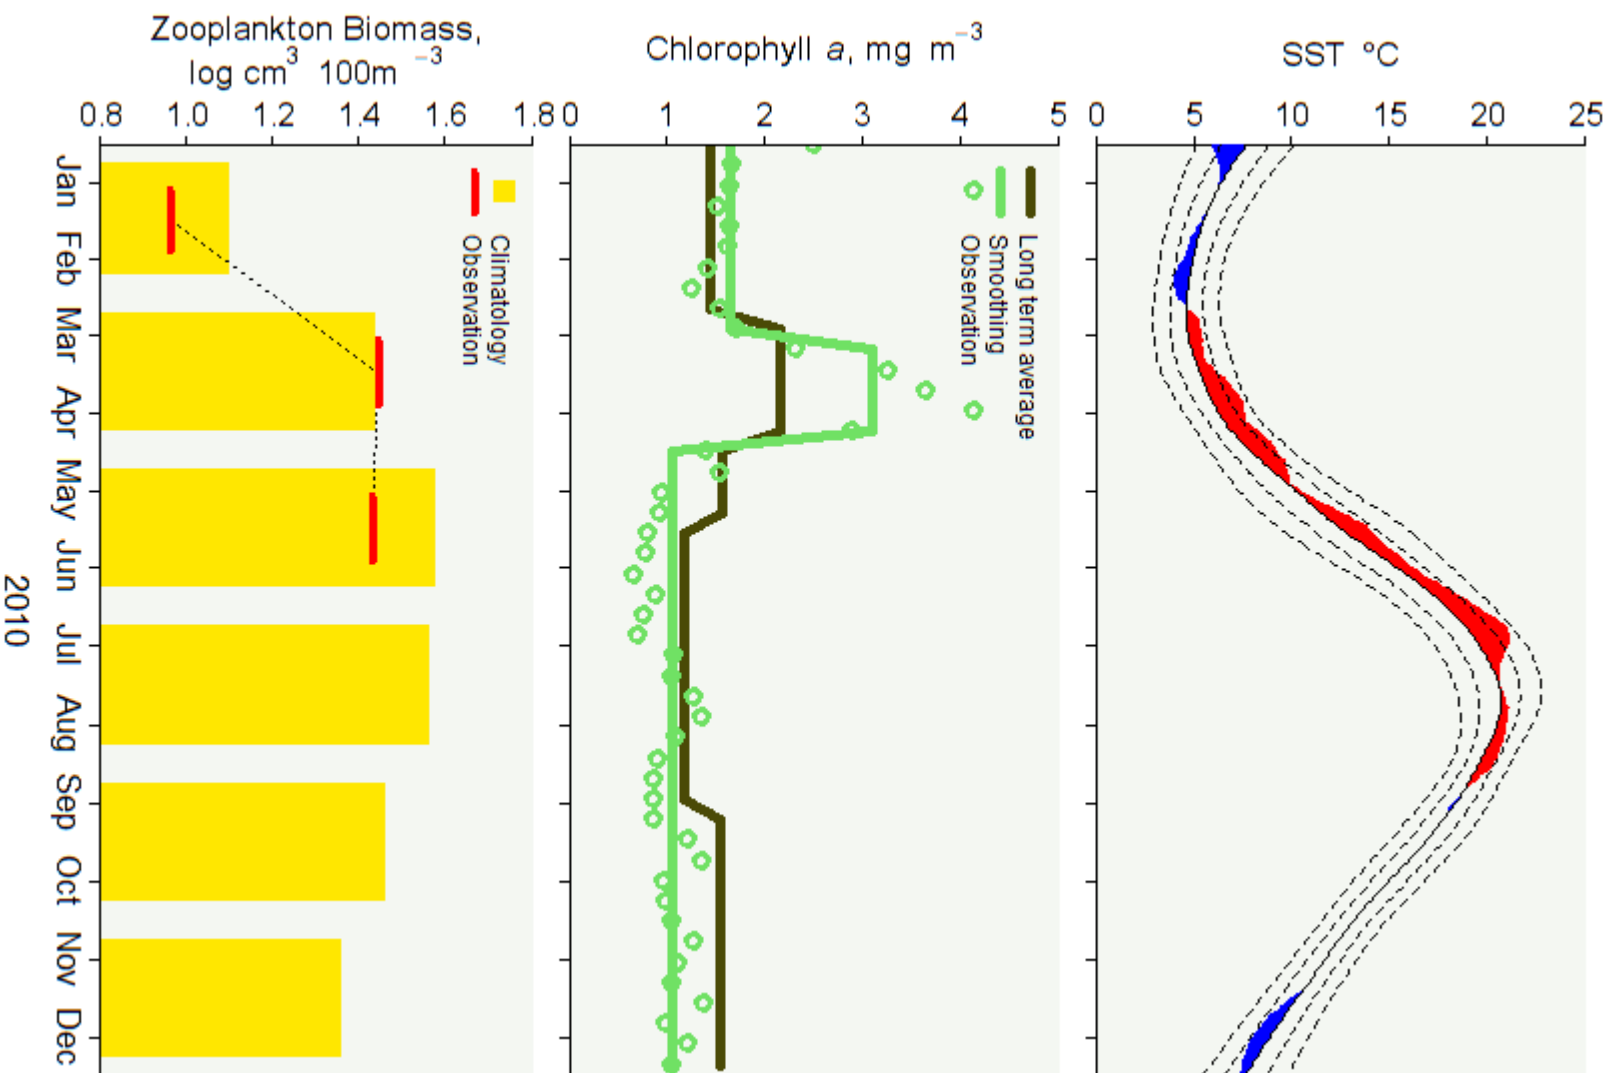 Zooplankton Biomass,
log cm³ 100m ⁻³
0.8 1.0 1.2 1.4 1.6 1.8
Climatology
Observation
Jan Feb Mar Apr May Jun Jul Aug Sep Oct Nov Dec
2010
Chlorophyll a, mg m⁻³
0 1 2 3 4 5
Long term average
Smoothing
Observation
SST °C
0 5 10 15 20 25